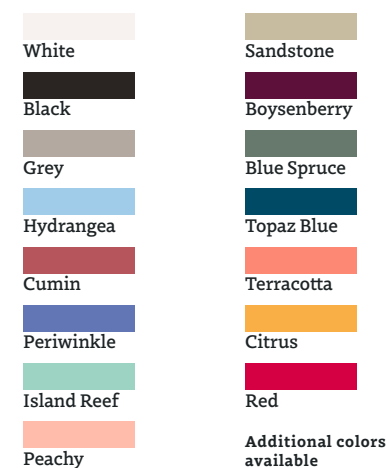 White
Black
Grey
Hydrangea
Cumin
Periwinkle
Island Reef
Peachy
Sandstone
Boysenberry
Blue Spruce
Topaz Blue
Terracotta
Citrus
Red
Additional colors
available